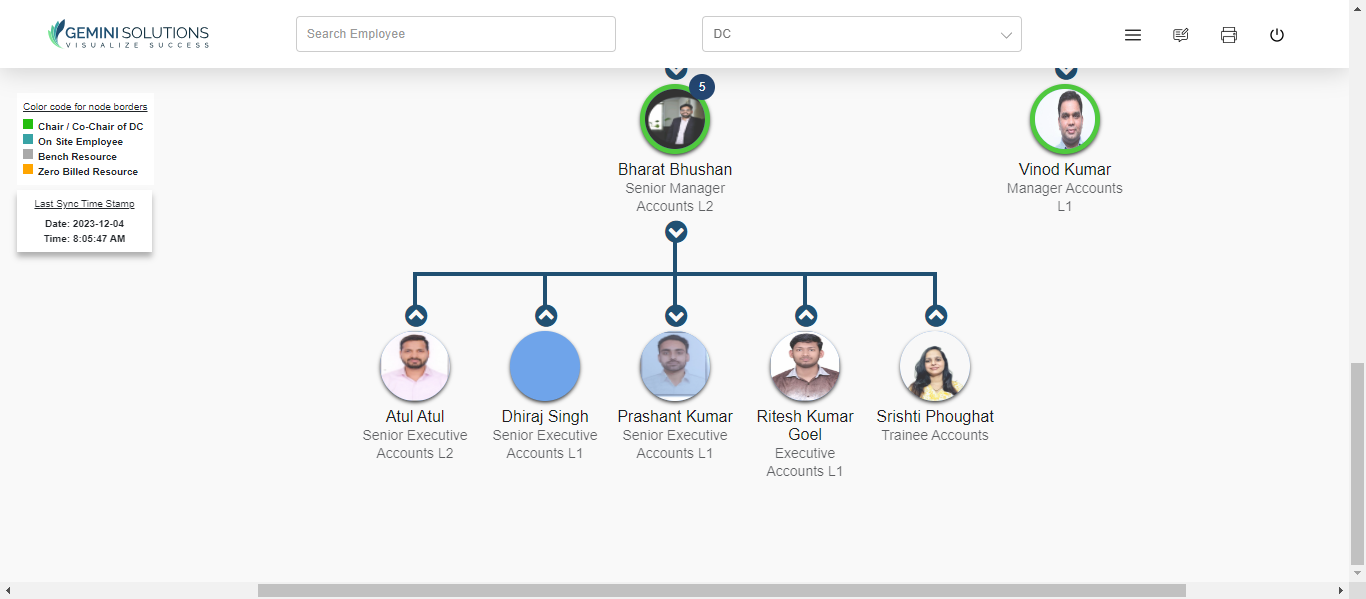 GEMINI SOLUTIONS
VISUALIZE SUCCESS
Search Employee
DC
Color code for node borders
Chair / Co-Chair of DC
On Site Employee
Bench Resource
Zero Billed Resource
Last Sync Time Stamp
Date: 2023-12-04
Time: 8:05:47 AM
5
Bharat Bhushan
Senior Manager
Accounts L2
Vinod Kumar
Manager Accounts
L1
Atul Atul
Senior Executive
Accounts L2
Dhiraj Singh
Senior Executive
Accounts L1
Prashant Kumar
Senior Executive
Accounts L1
Ritesh Kumar
Goel
Executive
Accounts L1
Srishti Phoughat
Trainee Accounts